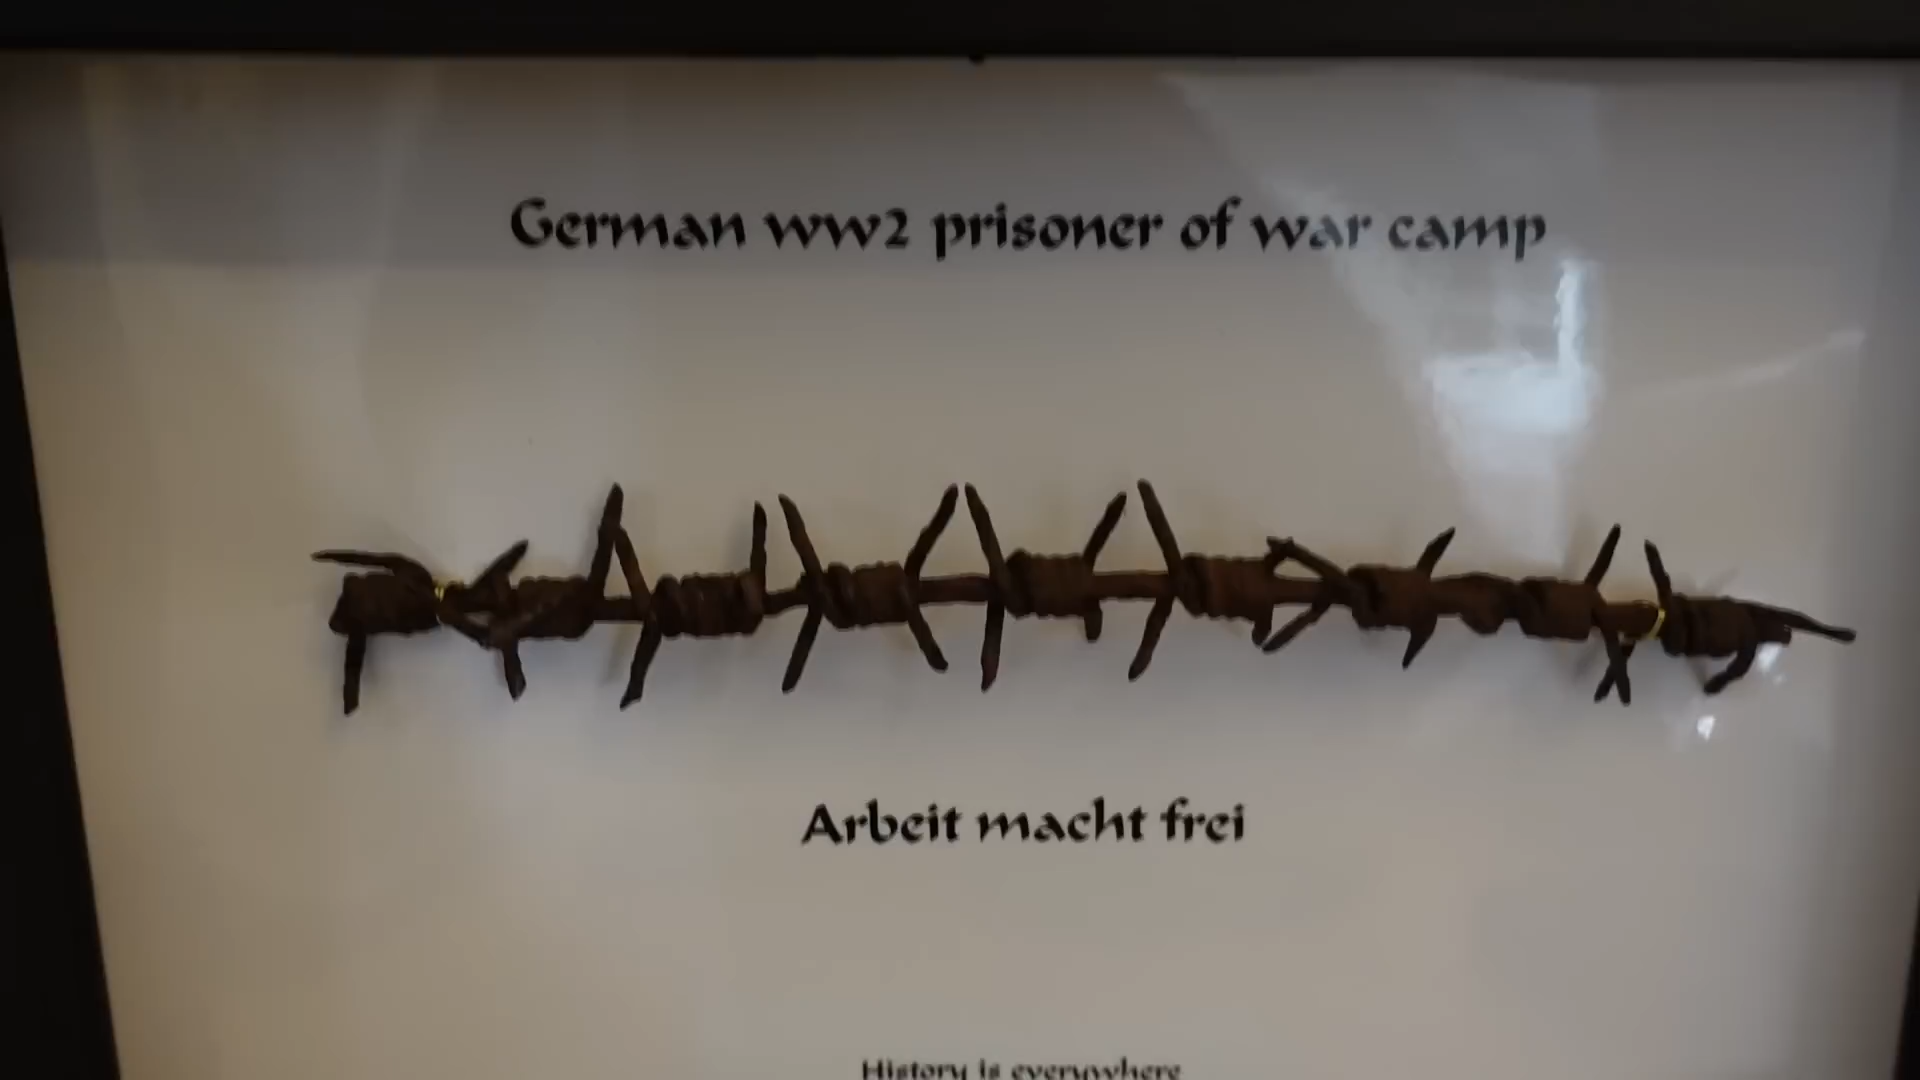 German ww2 prisoner of war camp
Arbeit macht frei
History is everywhere